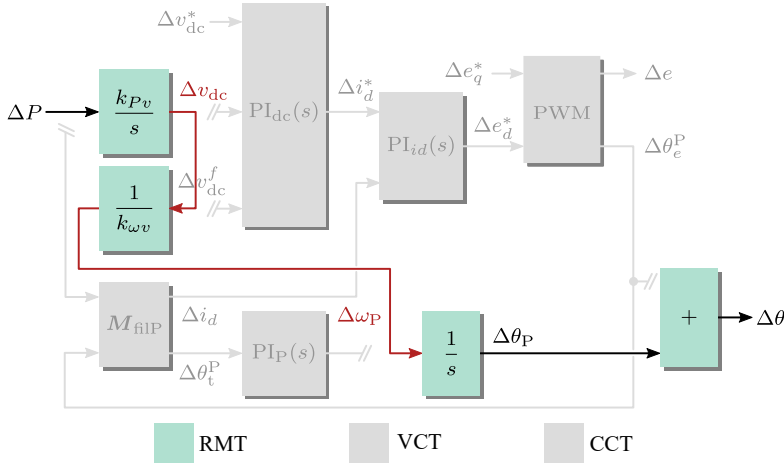 Δv*dc
ΔP
kPv
s
Δvdc
PIdc(s)
Δi*d
Δe*q
PWM
Δe
PIid(s)
Δe*d
ΔθPe
1
kωv
Δvfdc
MfilP
Δid
ΔωP
ΔθPt
PIP(s)
1
s
ΔθP
+
Δθ
RMT
VCT
CCT